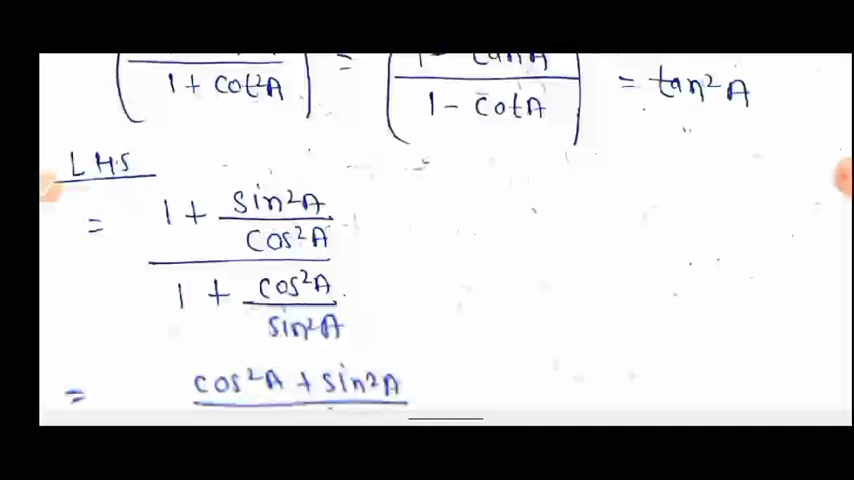 1 + cot²A = 1 - cotA = tan²A
LHS
= 1 + sin²A
cos²A
1 + cos²A
sin²A
= cos²A + sin²A